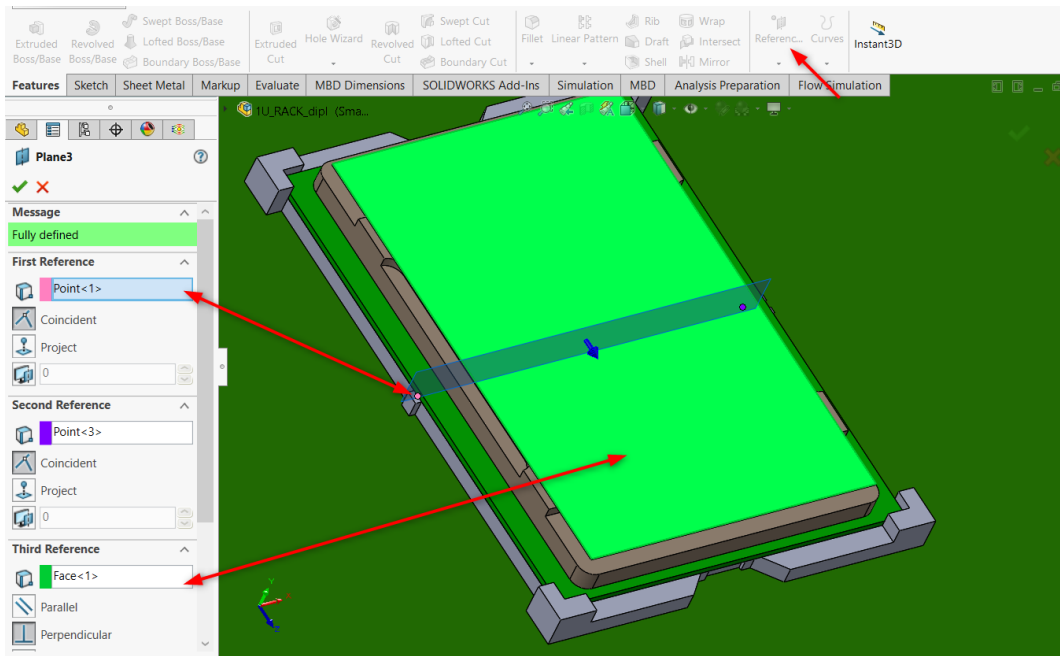 Extruded Boss/Base
Revolved Boss/Base
Swept Boss/Base
Lofted Boss/Base
Boundary Boss/Base
Extruded Cut
Hole Wizard
Revolved Cut
Swept Cut
Lofted Cut
Boundary Cut
Fillet
Linear Pattern
Rib
Draft
Shell
Wrap
Intersect
Mirror
Referenc...
Curves
Instant3D
Features Sketch Sheet Metal Markup Evaluate MBD Dimensions SOLIDWORKS Add-Ins Simulation MBD Analysis Preparation Flow Simulation
1U_RACK_dipl (Sma...
Plane3
Message
Fully defined
First Reference
Point<1>
Coincident
Project
0
Second Reference
Point<3>
Coincident
Project
0
Third Reference
Face<1>
Parallel
Perpendicular
Y
Z